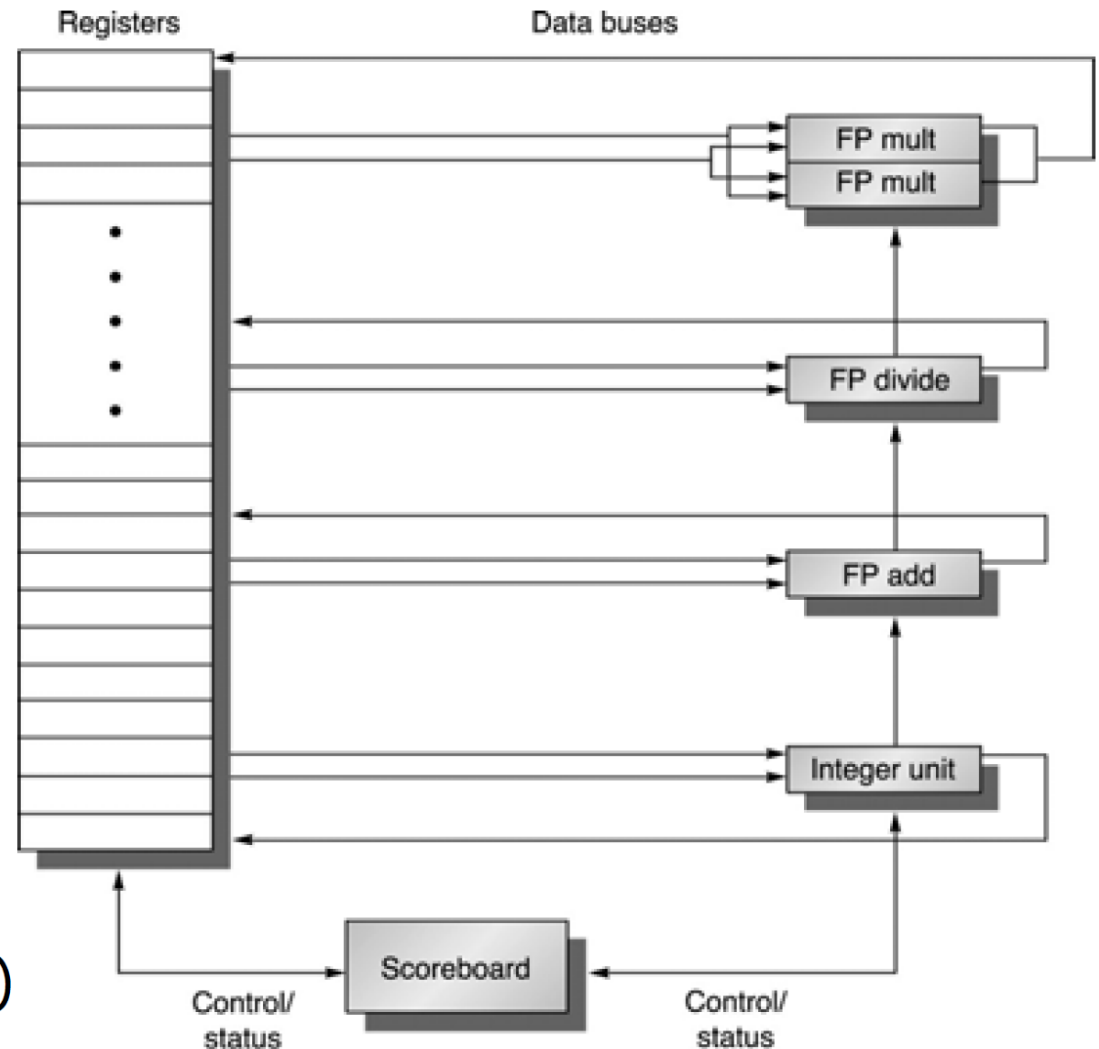 Registers
Data buses
FP mult
FP mult
FP divide
FP add
Integer unit
Scoreboard
)
Control/
status
Control/
status